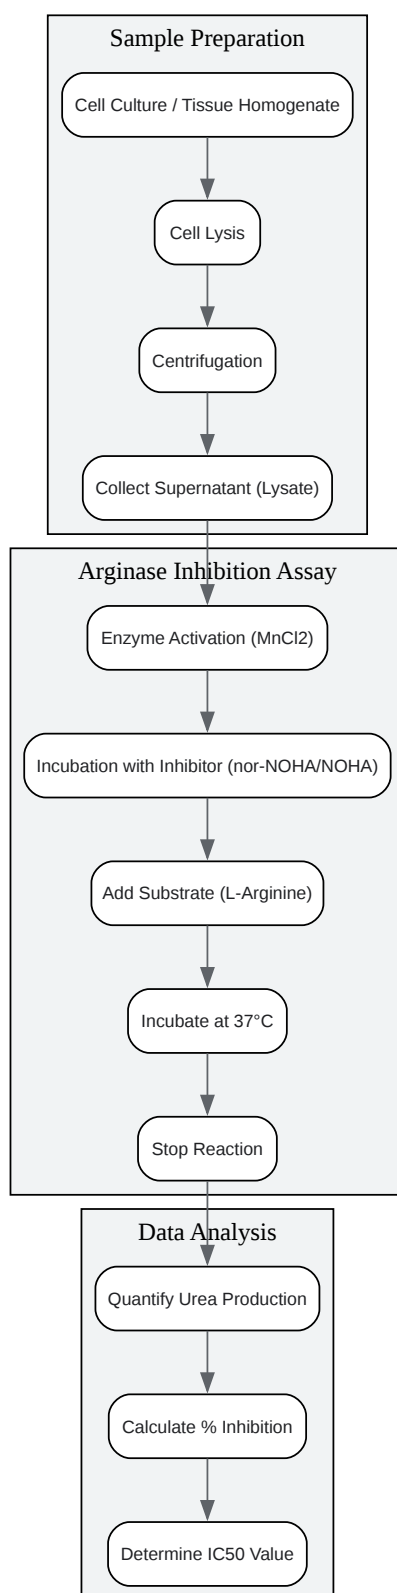 Sample Preparation
Cell Culture / Tissue Homogenate
Cell Lysis
Centrifugation
Collect Supernatant (Lysate)
Arginase Inhibition Assay
Enzyme Activation (MnCl2)
Incubation with Inhibitor (nor-NOHA/NOHA)
Add Substrate (L-Arginine)
Incubate at 37°C
Stop Reaction
Data Analysis
Quantify Urea Production
Calculate % Inhibition
Determine IC50 Value